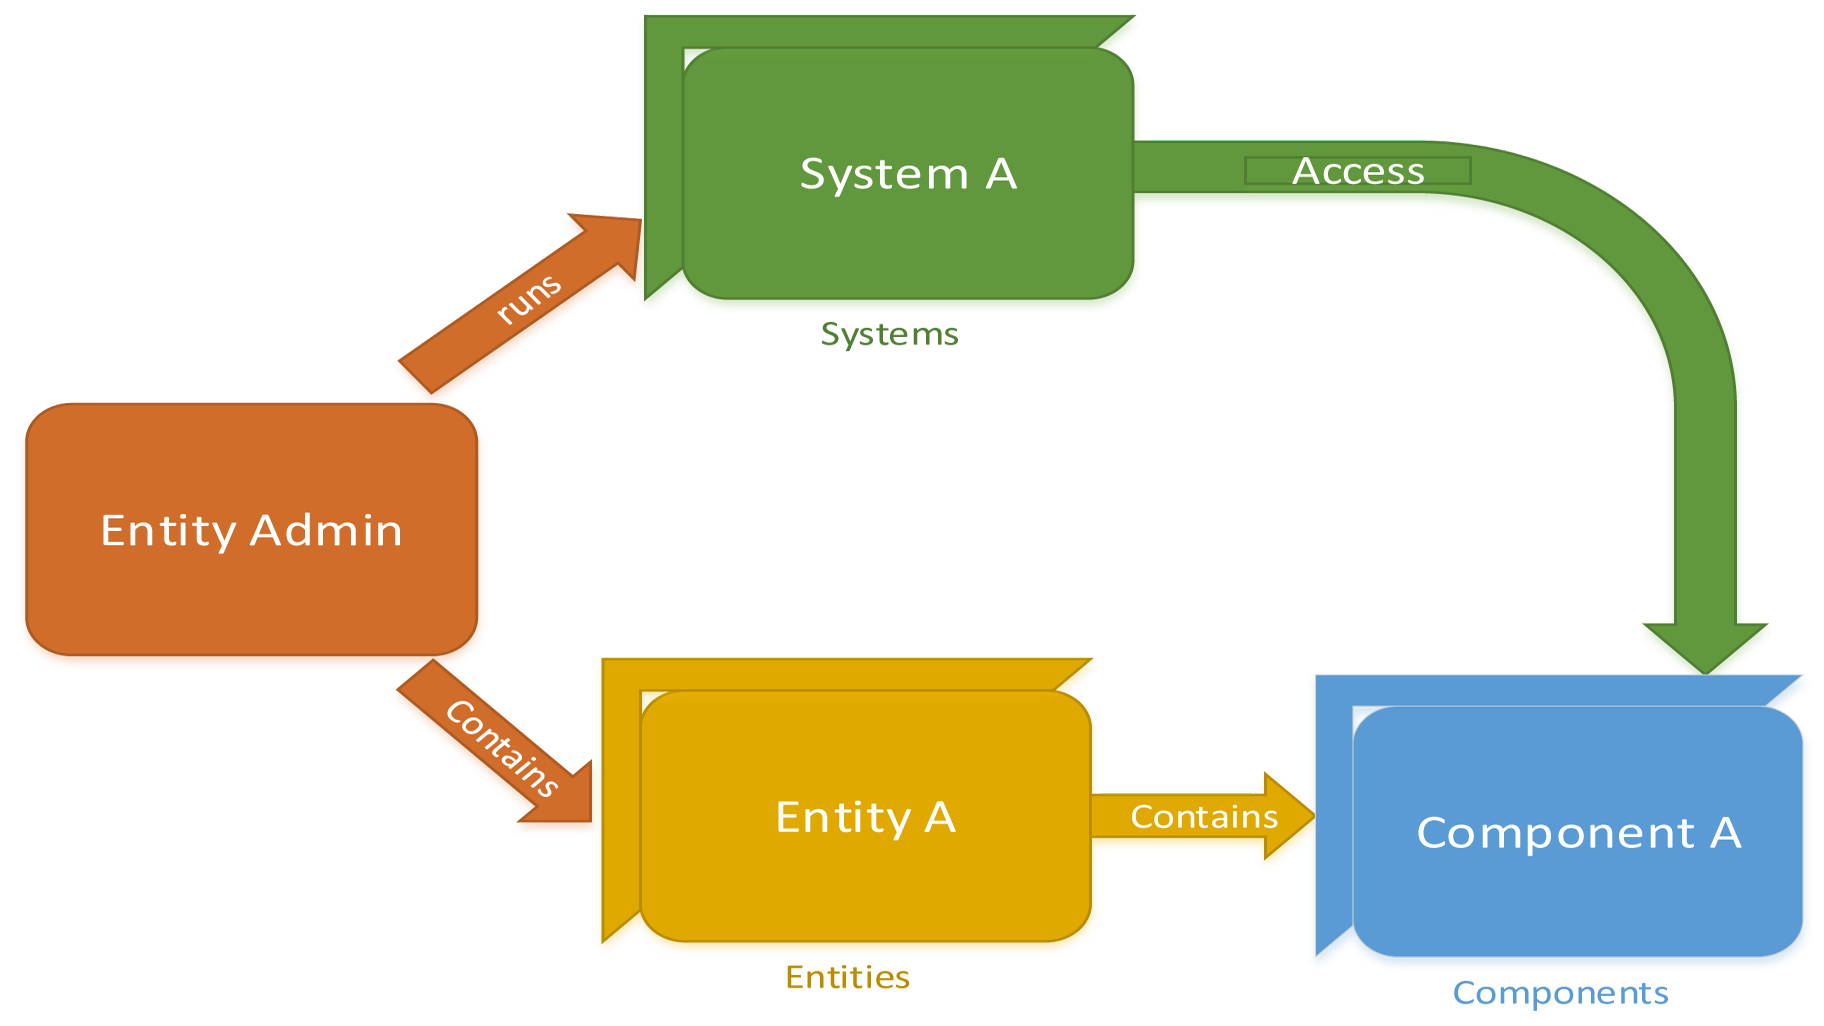 System A
Access
runs
Systems
Entity Admin
Contains
Entity A
Contains
Component A
Entities
Components